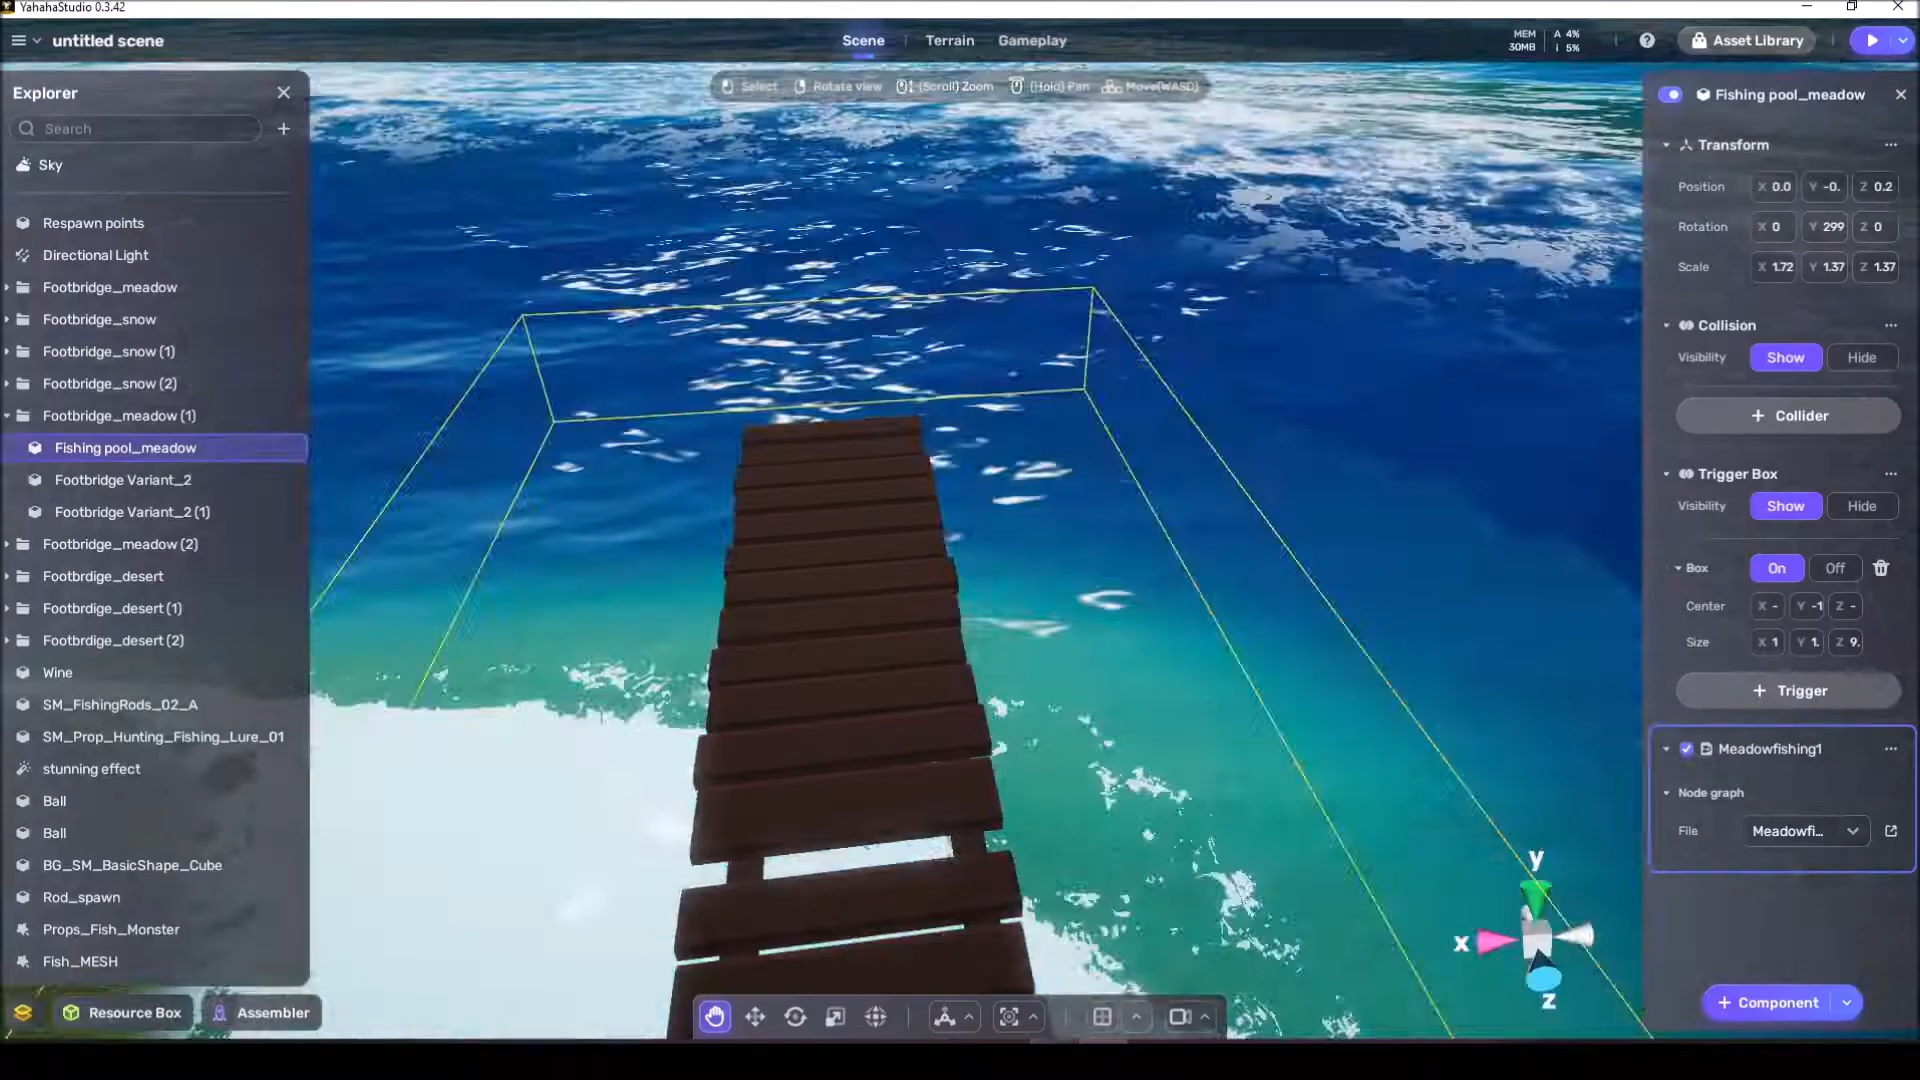 YahahaStudio 0.3.42
untitled scene
Scene
Terrain
Gameplay
MEM
30MB
A 4%
i 5%
Asset Library
Explorer
Search
Sky
Respawn points
Directional Light
Footbridge_meadow
Footbridge_snow
Footbridge_snow (1)
Footbridge_snow (2)
Footbridge_meadow (1)
Fishing pool_meadow
Footbridge Variant_2
Footbridge Variant_2 (1)
Footbridge_meadow (2)
Footbrdige_desert
Footbrdige_desert (1)
Footbrdige_desert (2)
Wine
SM_FishingRods_02_A
SM_Prop_Hunting_Fishing_Lure_01
stunning effect
Ball
Ball
BG_SM_BasicShape_Cube
Rod_spawn
Props_Fish_Monster
Fish_MESH
Resource Box
Assembler
Select
Rotate view
(Scroll) Zoom
(Hold) Pan
Move(WASD)
y
x
z
Fishing pool_meadow
Transform
Position X 0.0 Y -0. Z 0.2
Rotation X 0 Y 299 Z 0
Scale X 1.72 Y 1.37 Z 1.37
Collision
Visibility Show Hide
+ Collider
Trigger Box
Visibility Show Hide
Box On Off
Center X - Y -1 Z -
Size X 1 Y 1. Z 9.
+ Trigger
Meadowfishing1
Node graph
File Meadowfi...
+ Component